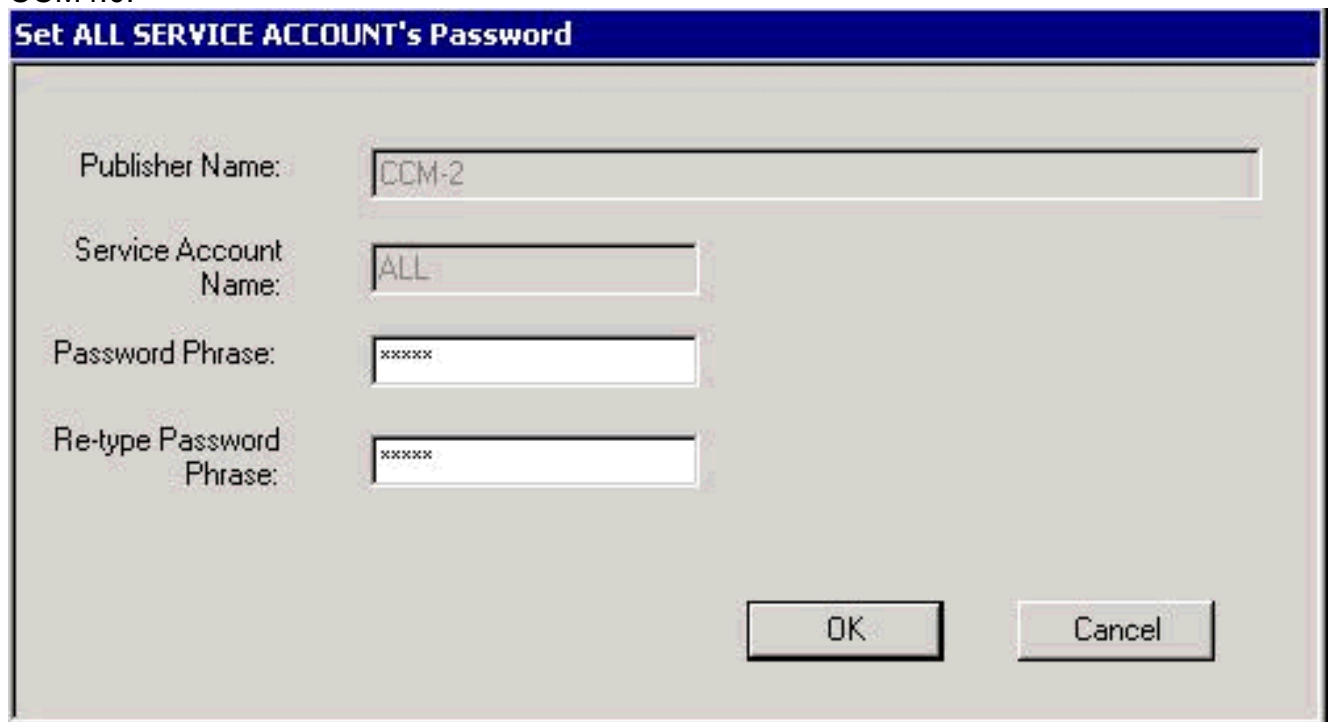 Set ALL SERVICE ACCOUNT's Password
Publisher Name:
CCM-2
Service Account
Name:
ALL
Password Phrase:
*****
Re-type Password
Phrase:
*****
OK
Cancel